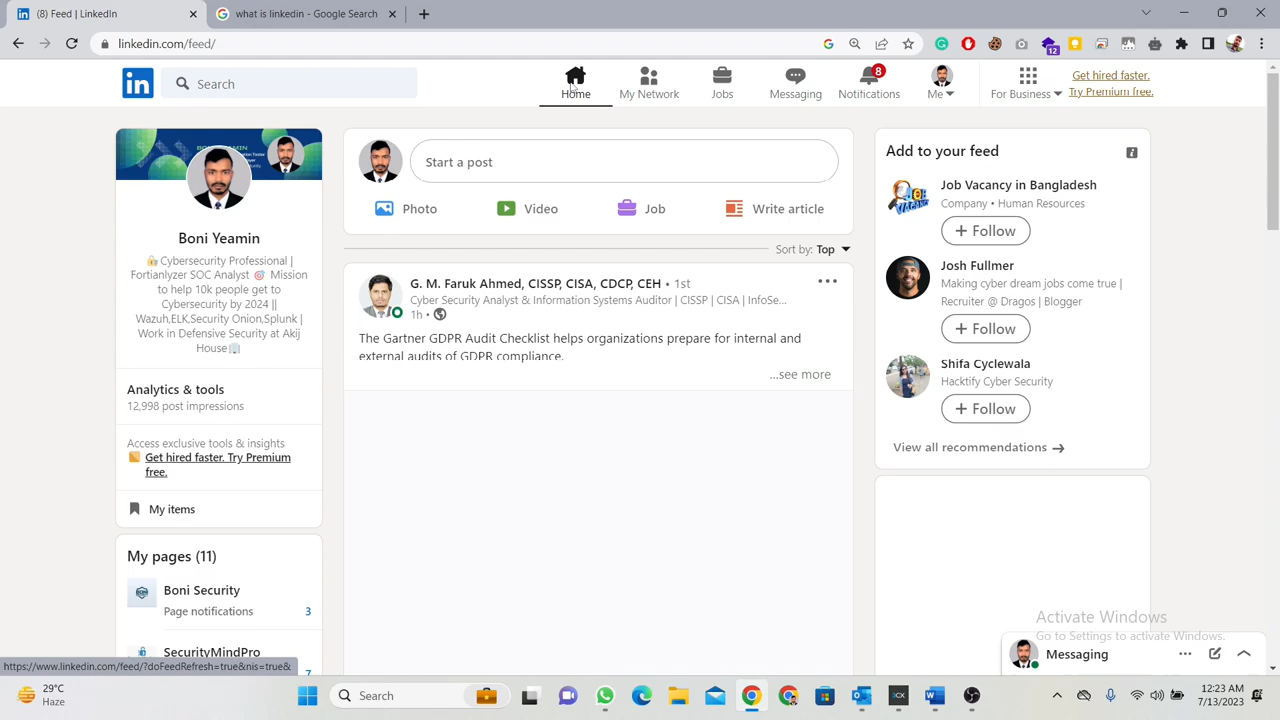 (8) Feed | LinkedIn
what is linkedin - Google Search
linkedin.com/feed/
12
in
Search
Home
My Network
Jobs
Messaging
8
Notifications
Me
For Business
Get hired faster.
Try Premium free.
Boni Yeamin
Cybersecurity Professional |
Fortianlyzer SOC Analyst 🎯 Mission
to help 10k people get to
Cybersecurity by 2024 ||
Wazuh,ELK,Security Onion,Splunk |
Work in Defensive Security at Akij
House
Analytics & tools
12,998 post impressions
Access exclusive tools & insights
Get hired faster. Try Premium
free.
My items
My pages (11)
Boni Security
Page notifications 3
SecurityMindPro
7
https://www.linkedin.com/feed/?doFeedRefresh=true&nis=true&
Start a post
Photo
Video
Job
Write article
Sort by: Top
G. M. Faruk Ahmed, CISSP, CISA, CDCP, CEH • 1st
Cyber Security Analyst & Information Systems Auditor | CISSP | CISA | InfoSe...
1h •
The Gartner GDPR Audit Checklist helps organizations prepare for internal and
external audits of GDPR compliance.
...see more
Add to your feed
Job Vacancy in Bangladesh
Company • Human Resources
+ Follow
Josh Fullmer
Making cyber dream jobs come true |
Recruiter @ Dragos | Blogger
+ Follow
Shifa Cyclewala
Hacktify Cyber Security
+ Follow
View all recommendations →
Activate Windows
Go to Settings to activate Windows.
Messaging
29°C
Haze
Search
12:23 AM
7/13/2023